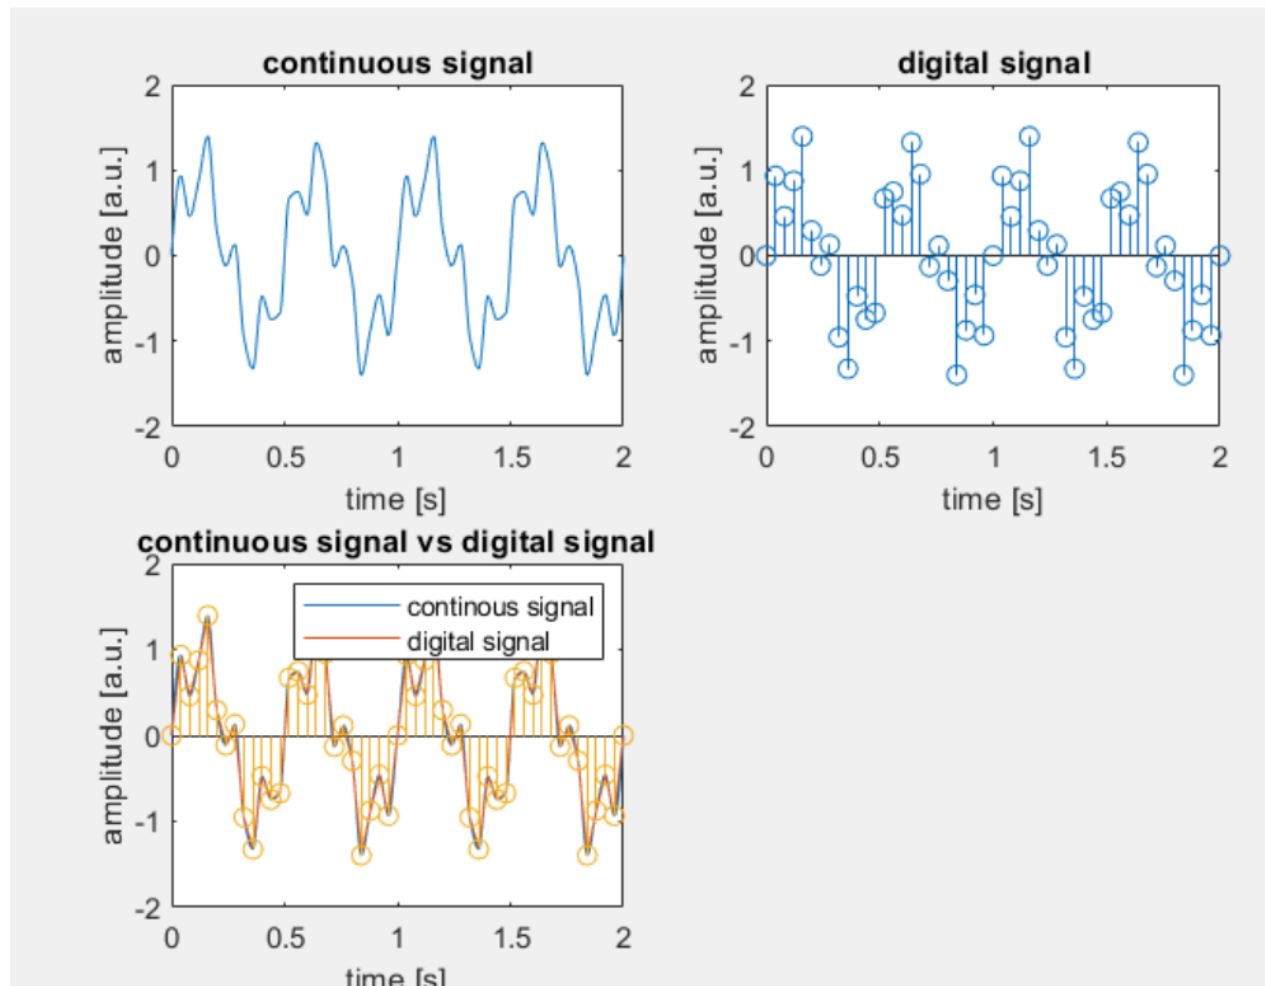 continuous signal
2
1
0
-1
-2
amplitude [a.u.]
0 0.5 1 1.5 2
time [s]
digital signal
2
1
0
-1
-2
amplitude [a.u.]
0 0.5 1 1.5 2
time [s]
continuous signal vs digital signal
2
1
0
-1
-2
amplitude [a.u.]
continous signal
digital signal
0 0.5 1 1.5 2
time [s]